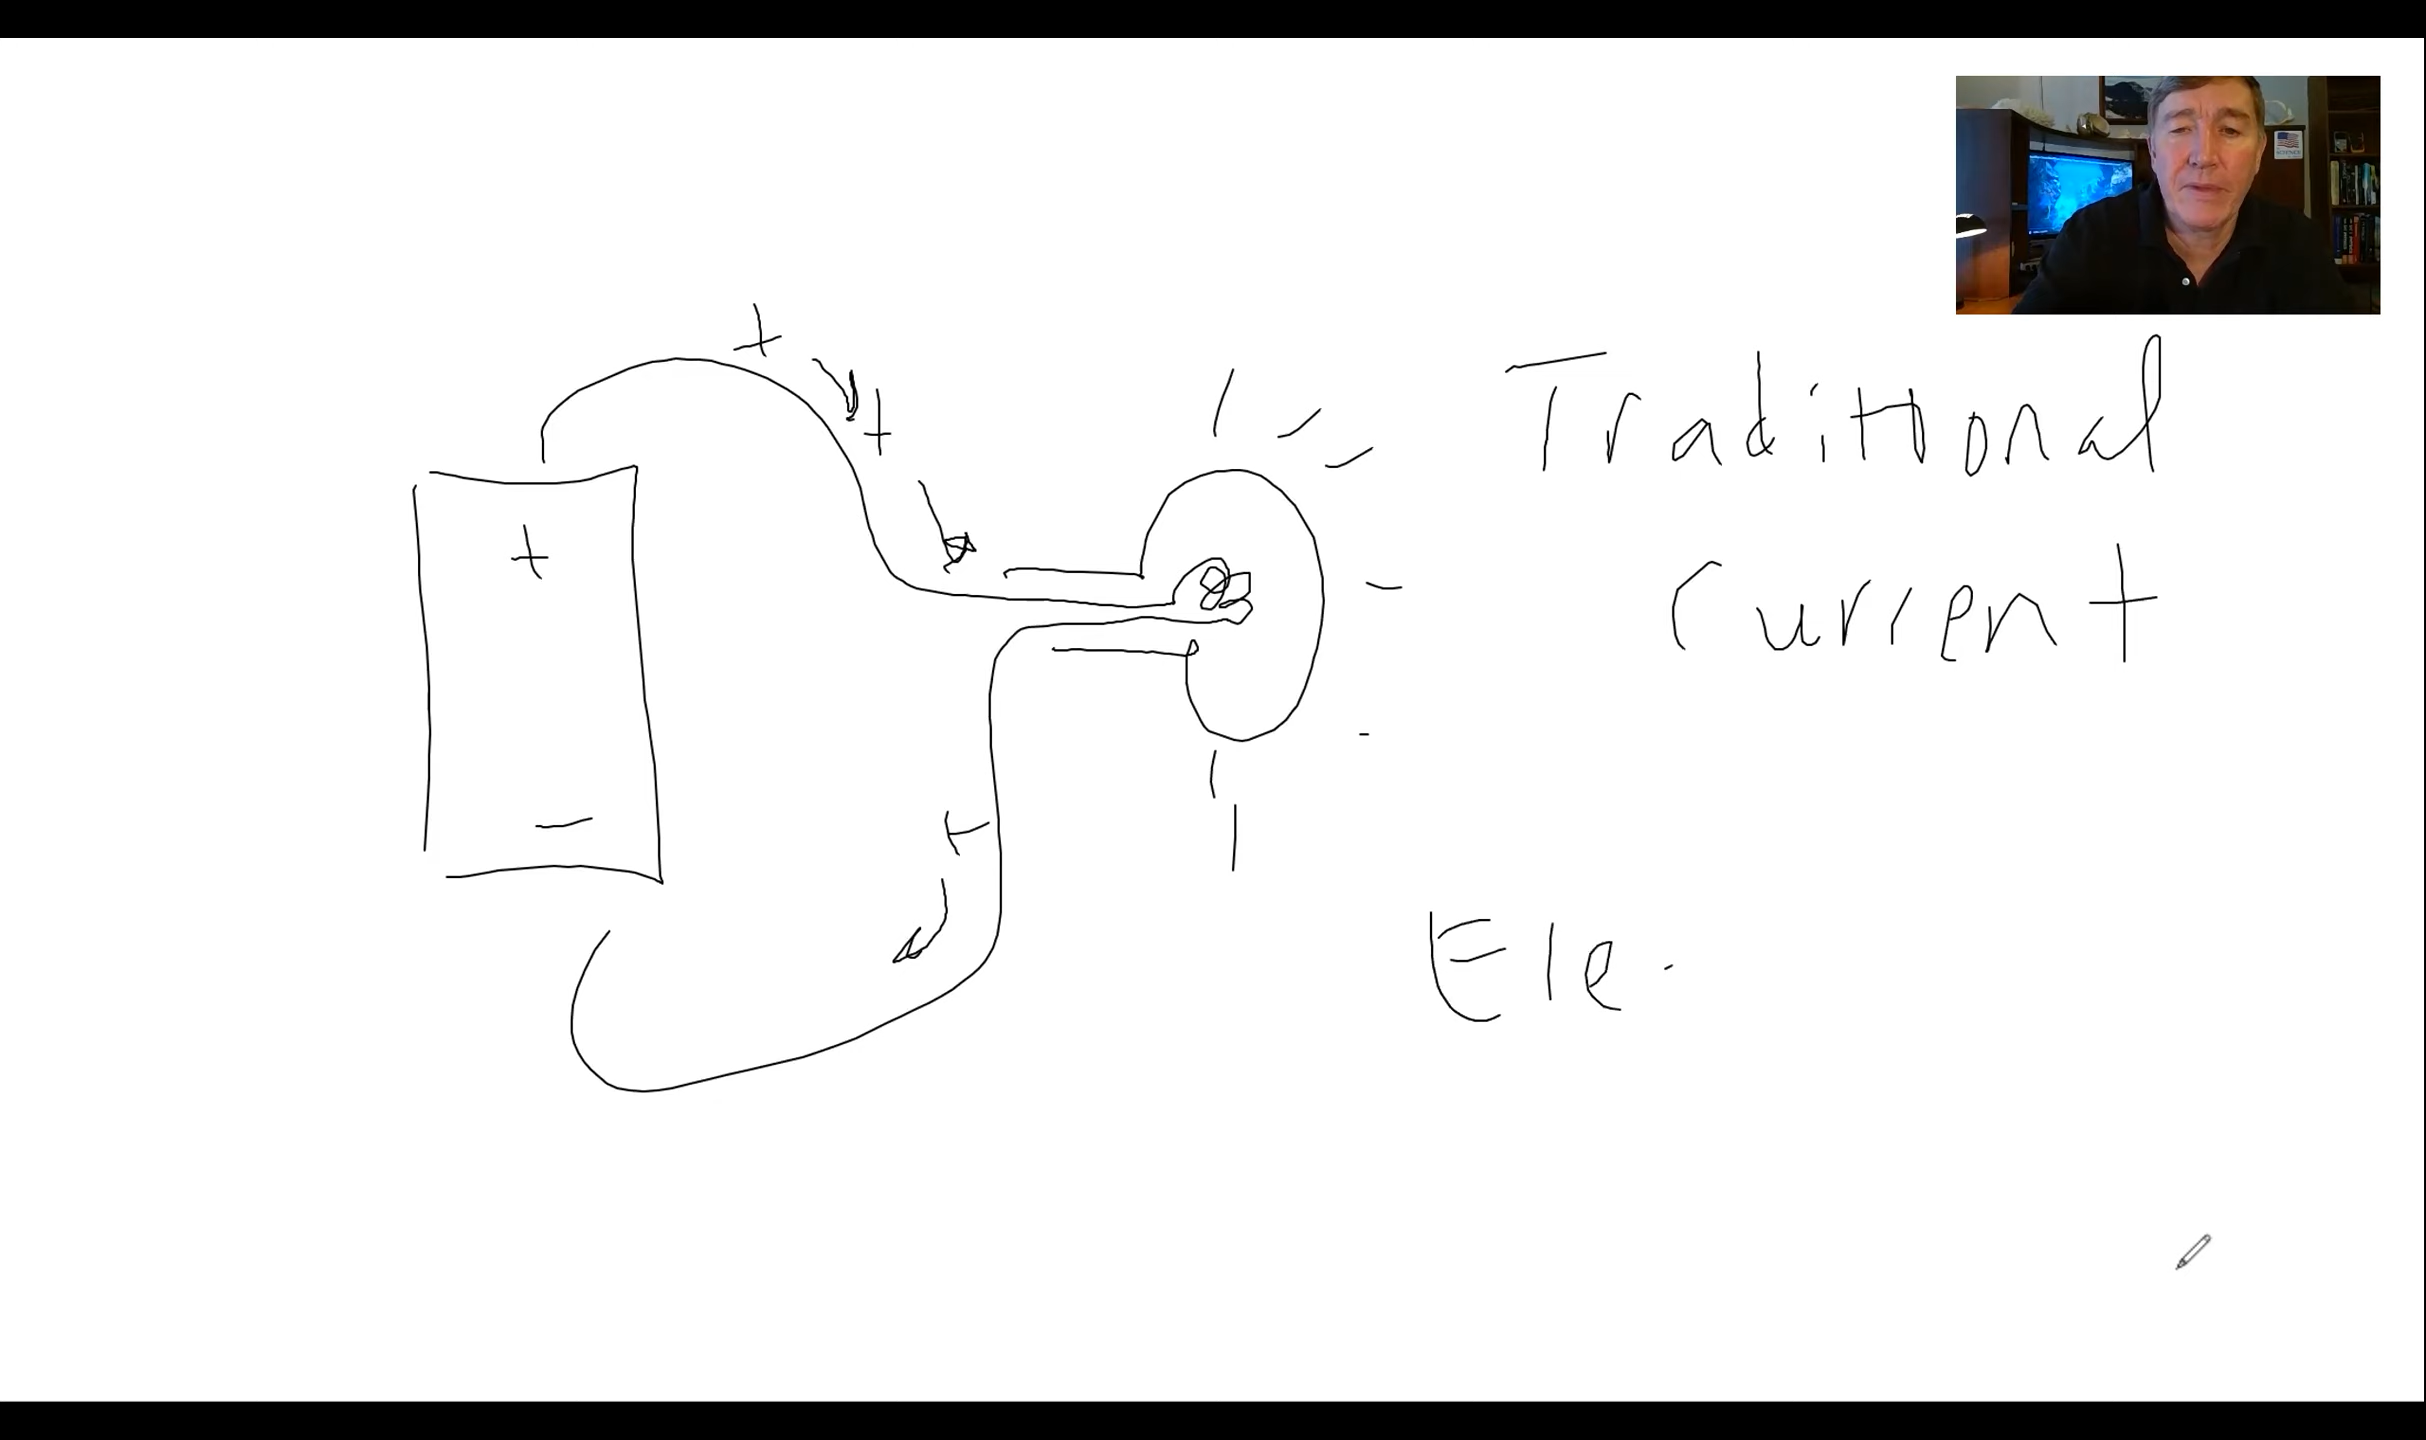 +
+
+
Traditional
Current
-
+
Ele